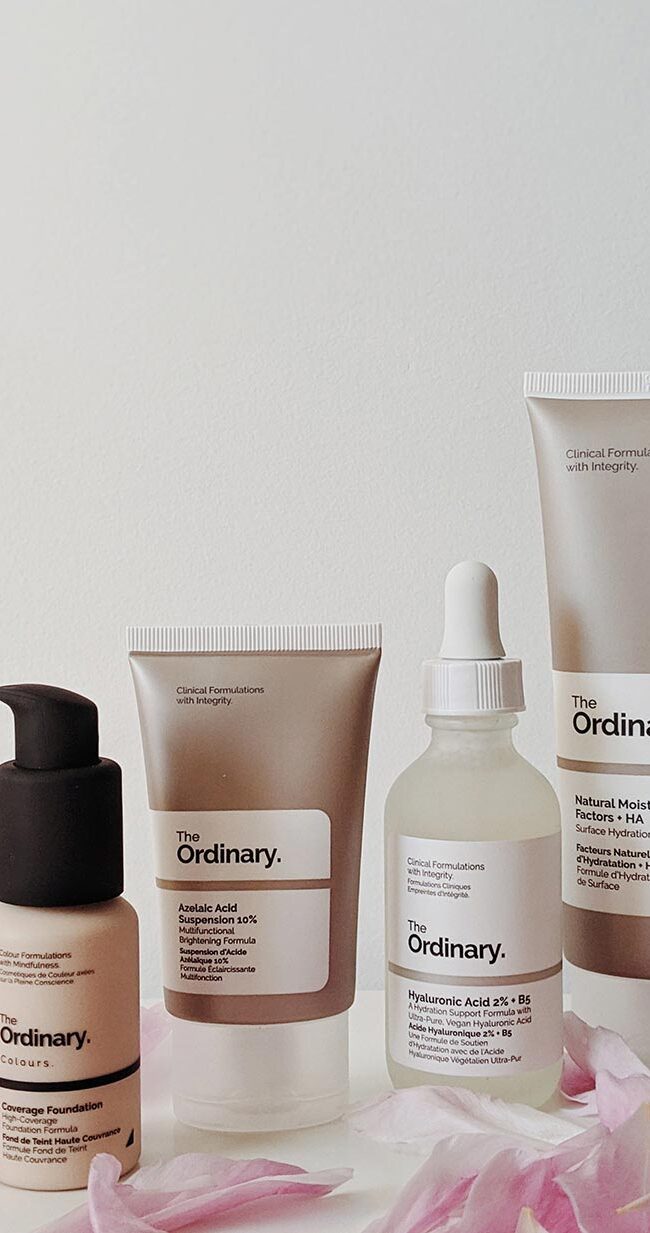 Colour Formulations
with Mindfulness.
Cosmétiques de Couleur axées
sur la Pleine Conscience.
The
Ordinary.
Colours.
Coverage Foundation
High-Coverage
Foundation Formula
Fond de Teint Haute Couvrance
Formule Fond de Teint
Haute Couvrance
Clinical Formulations
with Integrity.
The
Ordinary.
Azelaic Acid
Suspension 10%
Multifunctional
Brightening Formula
Suspension d'Acide
Azélaïque 10%
Formule Éclaircissante
Multifonction
Clinical Formulations
with Integrity.
Formulations Cliniques
Empreintes d'Intégrité.
The
Ordinary.
Hyaluronic Acid 2% + B5
A Hydration Support Formula with
Ultra-Pure, Vegan Hyaluronic Acid
Acide Hyaluronique 2% + B5
Une Formule de Soutien
d'Hydratation avec de l'Acide
Hyaluronique Végétalien Ultra-Pur
Clinical Formula
with Integrity.
The
Ordina
Natural Moist
Factors + HA
Surface Hydration
Facteurs Naturel
d'Hydratation + H
Formule d'Hydrat
de Surface